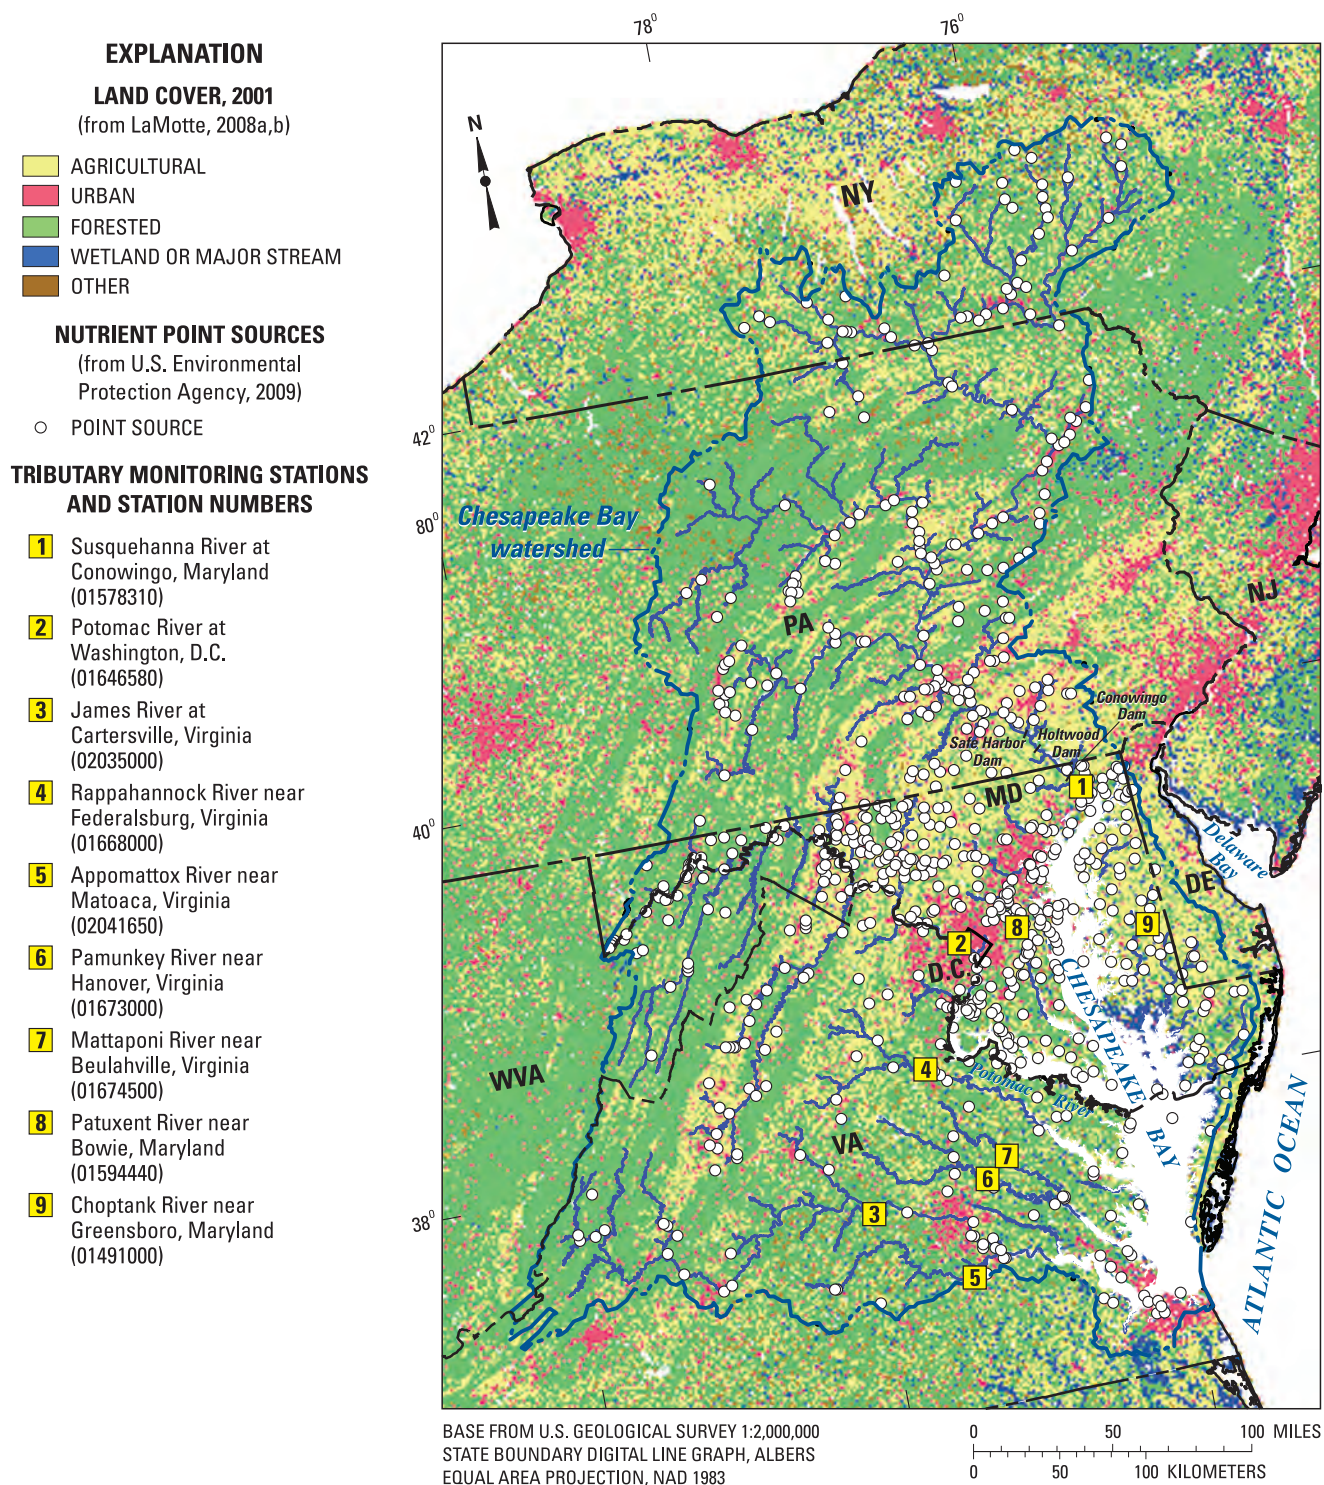 EXPLANATION
LAND COVER, 2001
(from LaMotte, 2008a,b)
AGRICULTURAL
URBAN
FORESTED
WETLAND OR MAJOR STREAM
OTHER
NUTRIENT POINT SOURCES
(from U.S. Environmental
Protection Agency, 2009)
POINT SOURCE
TRIBUTARY MONITORING STATIONS
AND STATION NUMBERS
1 Susquehanna River at
Conowingo, Maryland
(01578310)
2 Potomac River at
Washington, D.C.
(01646580)
3 James River at
Cartersville, Virginia
(02035000)
4 Rappahannock River near
Federalsburg, Virginia
(01668000)
5 Appomattox River near
Matoaca, Virginia
(02041650)
6 Pamunkey River near
Hanover, Virginia
(01673000)
7 Mattaponi River near
Beulahville, Virginia
(01674500)
8 Patuxent River near
Bowie, Maryland
(01594440)
9 Choptank River near
Greensboro, Maryland
(01491000)
78⁰
76⁰
N
NY
42⁰
80⁰
Chesapeake Bay
watershed
PA
NJ
Conowingo
Dam
Safe Harbor
Dam
Holtwood
Dam
1
MD
40⁰
Delaware
Bay
DE
8
9
2
D.C.
CHESAPEAKE
BAY
WVA
4
Potomac
River
VA
7
6
3
38⁰
5
ATLANTIC OCEAN
BASE FROM U.S. GEOLOGICAL SURVEY 1:2,000,000
STATE BOUNDARY DIGITAL LINE GRAPH, ALBERS
EQUAL AREA PROJECTION, NAD 1983
0 50 100 MILES
0 50 100 KILOMETERS